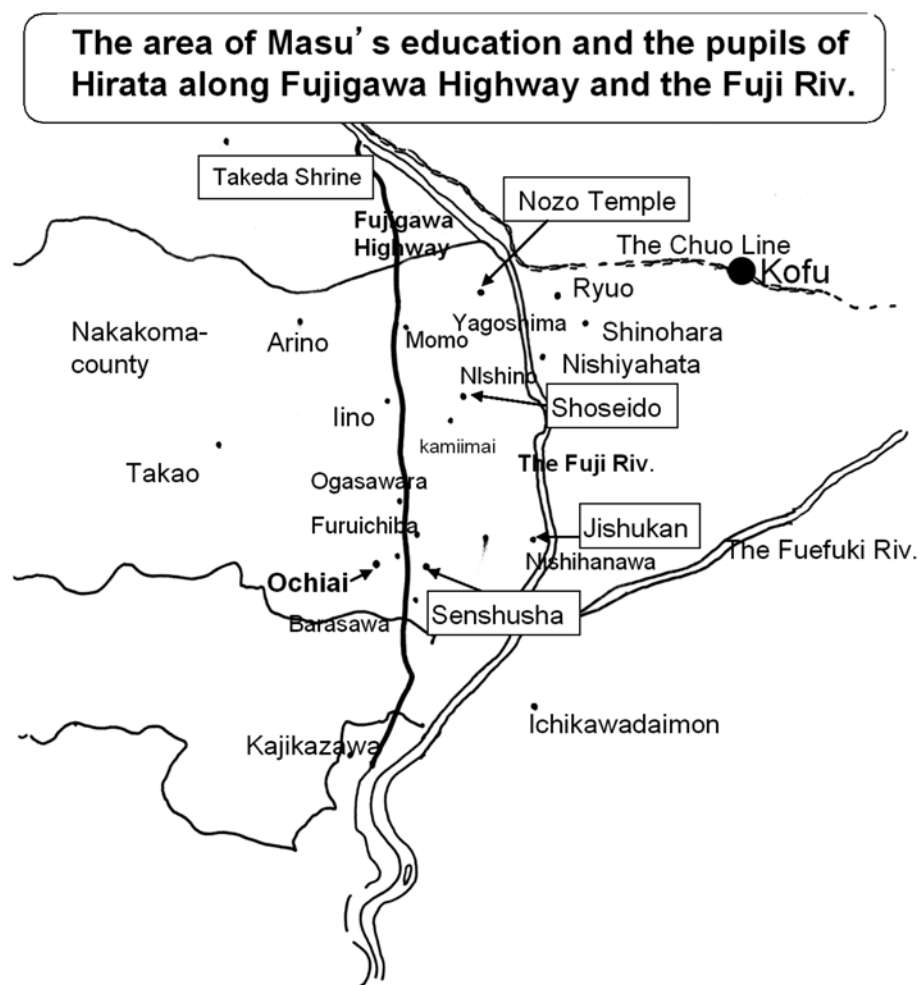 The area of Masu's education and the pupils of
Hirata along Fujigawa Highway and the Fuji Riv.
Takeda Shrine
Nozo Temple
Fujigawa
Highway
The Chuo Line
Kofu
Ryuo
Nakakoma-
county
Arino
Momo
Yagoshima
Shinohara
Nishiyahata
NIshino
Shoseido
Iino
kamiimai
Takao
The Fuji Riv.
Ogasawara
Furuichiba
Jishukan
Nishihanawa
The Fuefuki Riv.
Ochiai
Senshusha
Barasawa
Ichikawadaimon
Kajikazawa